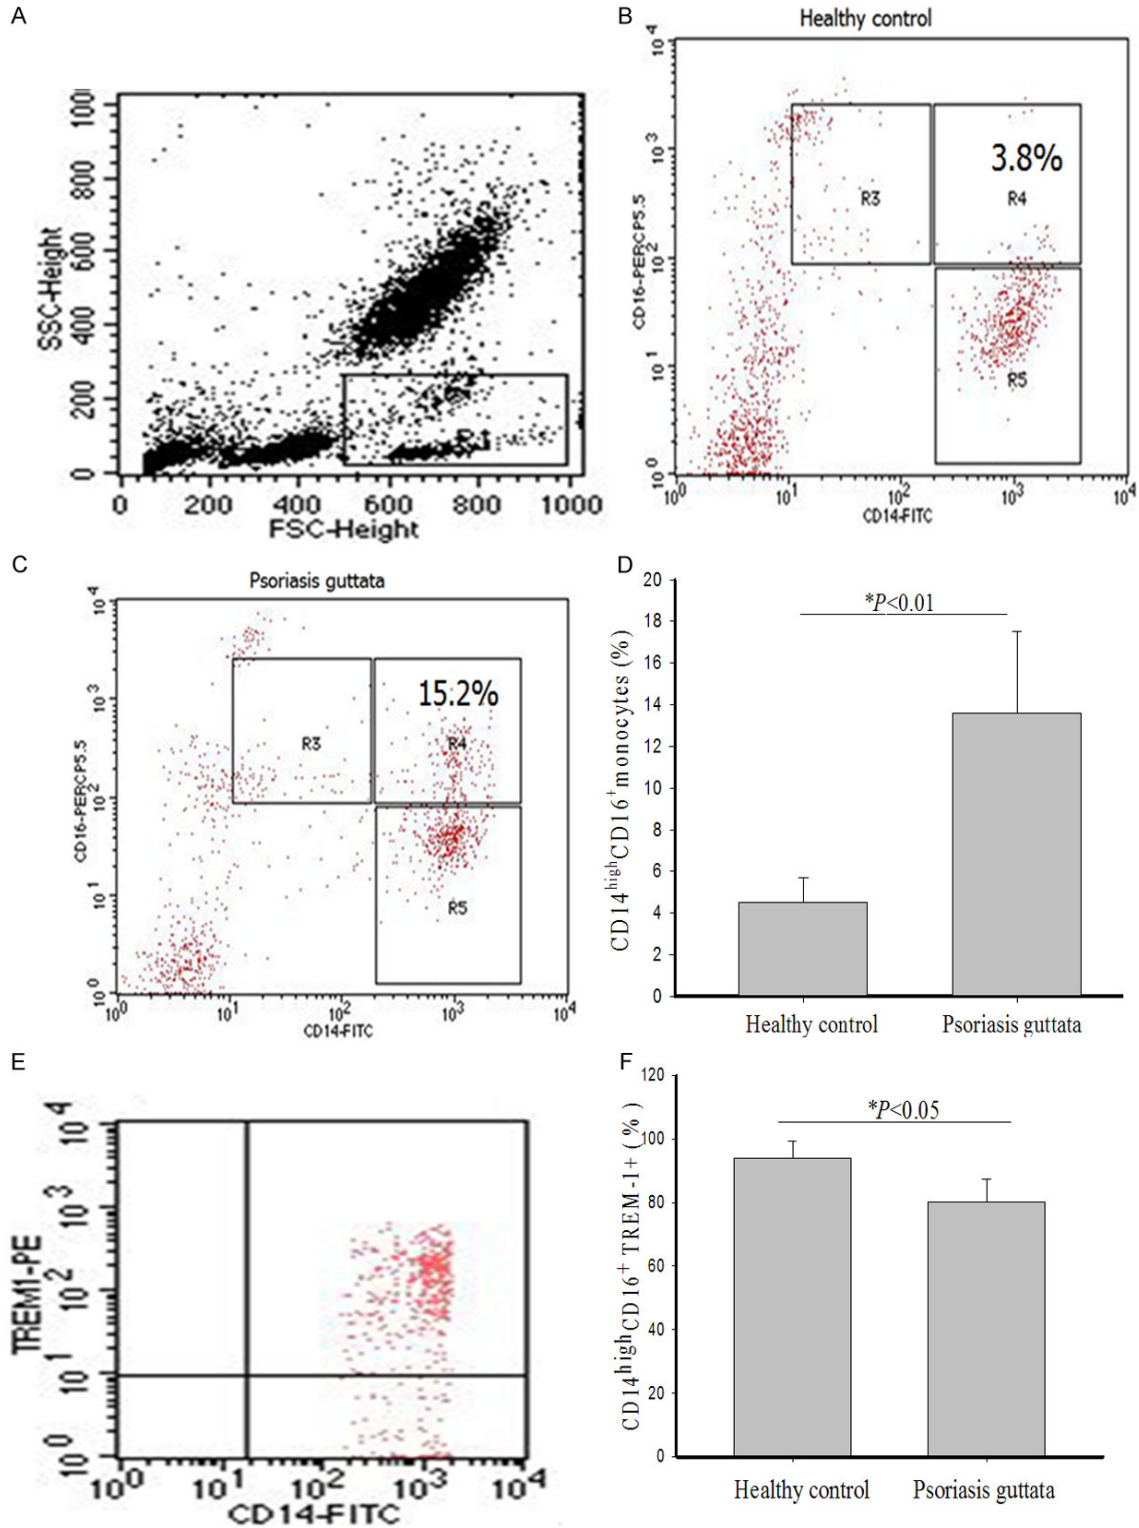 A
1000
800
600
400
200
0
SSC-Height
0 200 400 600 800 1000
FSC-Height
B
Healthy control
10^4
10^3
10^2
10^1
10^0
CD16-PERCP5.5
3.8%
R3
R4
R5
10^0 10^1 10^2 10^3 10^4
CD14-FITC
C
Psoriasis guttata
10^4
10^3
10^2
10^1
10^0
CD16-PERCP5.5
15.2%
R3
R4
R5
10^0 10^1 10^2 10^3 10^4
CD14-FITC
D
20
18
16
14
12
10
8
6
4
2
0
CD14^high CD16^+ monocytes (%)
*P<0.01
Healthy control Psoriasis guttata
E
10^4
10^3
10^2
10^1
10^0
TREM1-PE
10^0 10^1 10^2 10^3 10^4
CD14-FITC
F
120
100
80
60
40
20
0
CD14^high CD16^+ TREM-1+ (%)
*P<0.05
Healthy control Psoriasis guttata